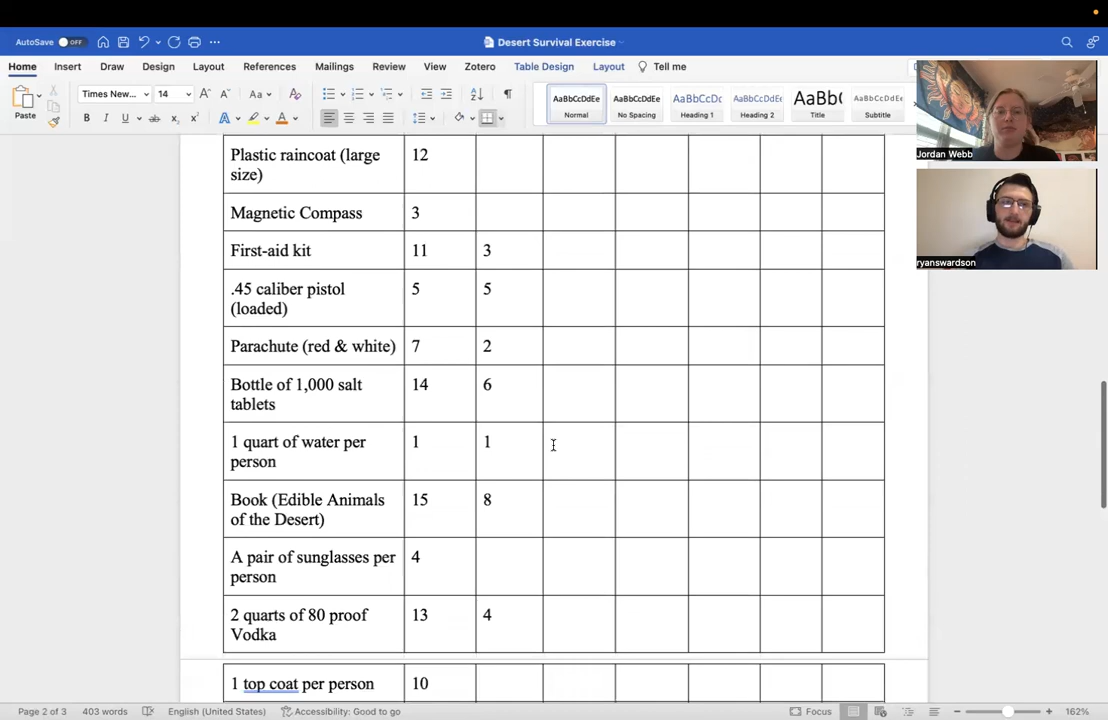 AutoSave OFF
Desert Survival Exercise
Home Insert Draw Design Layout References Mailings Review View Zotero Table Design Layout Tell me
Paste
Times New... 14
AaBbCcDdEe AaBbCcDdEe AaBbCcDc AaBbCcDdEe AaBb( AaBbCcDdEe
Normal No Spacing Heading 1 Heading 2 Title Subtitle
Jordan Webb
ryanswardson
Plastic raincoat (large 12
size)
Magnetic Compass 3
First-aid kit 11 3
.45 caliber pistol 5 5
(loaded)
Parachute (red & white) 7 2
Bottle of 1,000 salt 14 6
tablets
1 quart of water per 1 1
person
Book (Edible Animals 15 8
of the Desert)
A pair of sunglasses per 4
person
2 quarts of 80 proof 13 4
Vodka
1 top coat per person 10
Page 2 of 3 403 words English (United States) Accessibility: Good to go Focus 162%